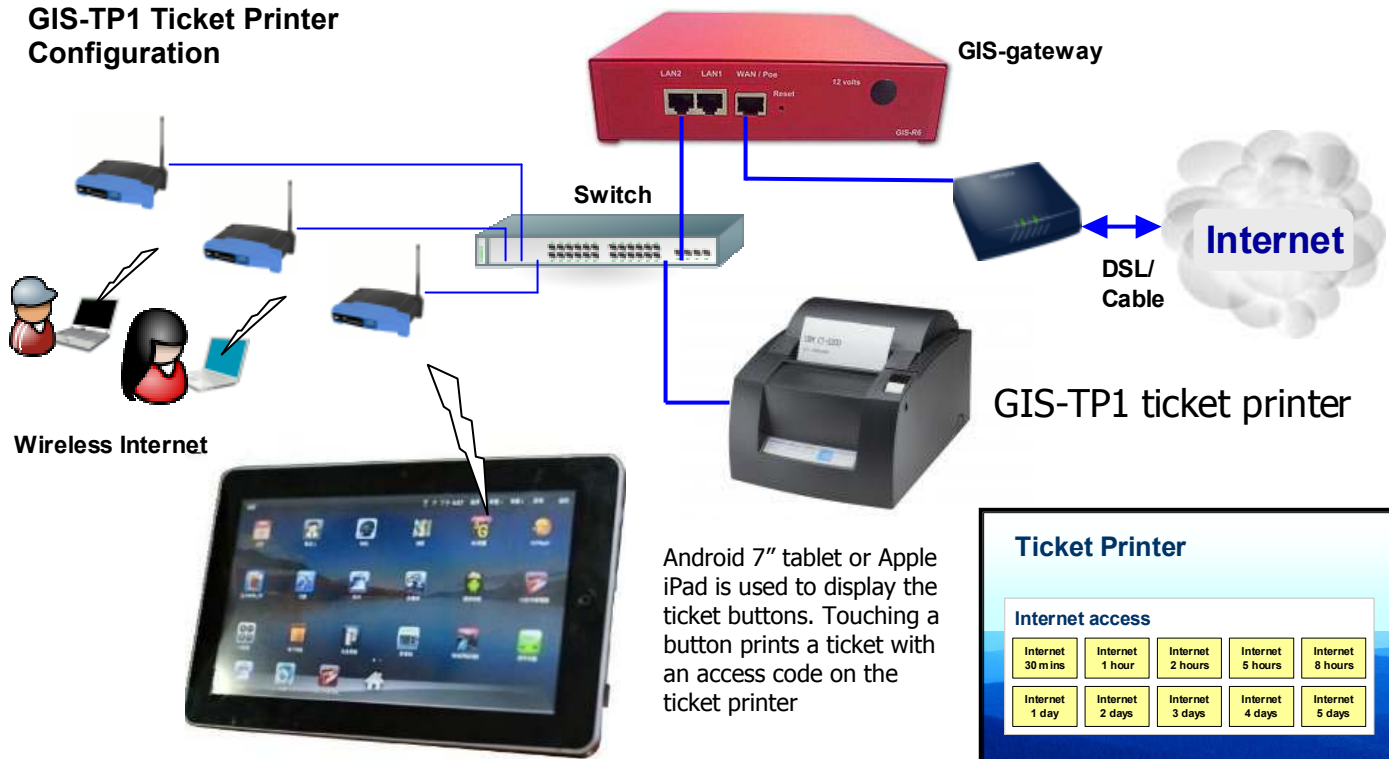 GIS-TP1 Ticket Printer
Configuration
GIS-gateway
LAN2 LAN1 WAN / Poe
12 volts
Reset
GIS-R6
Switch
Internet
DSL/
Cable
Wireless Internet
GIS-TP1 ticket printer
Android 7” tablet or Apple
iPad is used to display the
ticket buttons. Touching a
button prints a ticket with
an access code on the
ticket printer
Ticket Printer
Internet access
Internet
30 mins
Internet
1 hour
Internet
2 hours
Internet
5 hours
Internet
8 hours
Internet
1 day
Internet
2 days
Internet
3 days
Internet
4 days
Internet
5 days